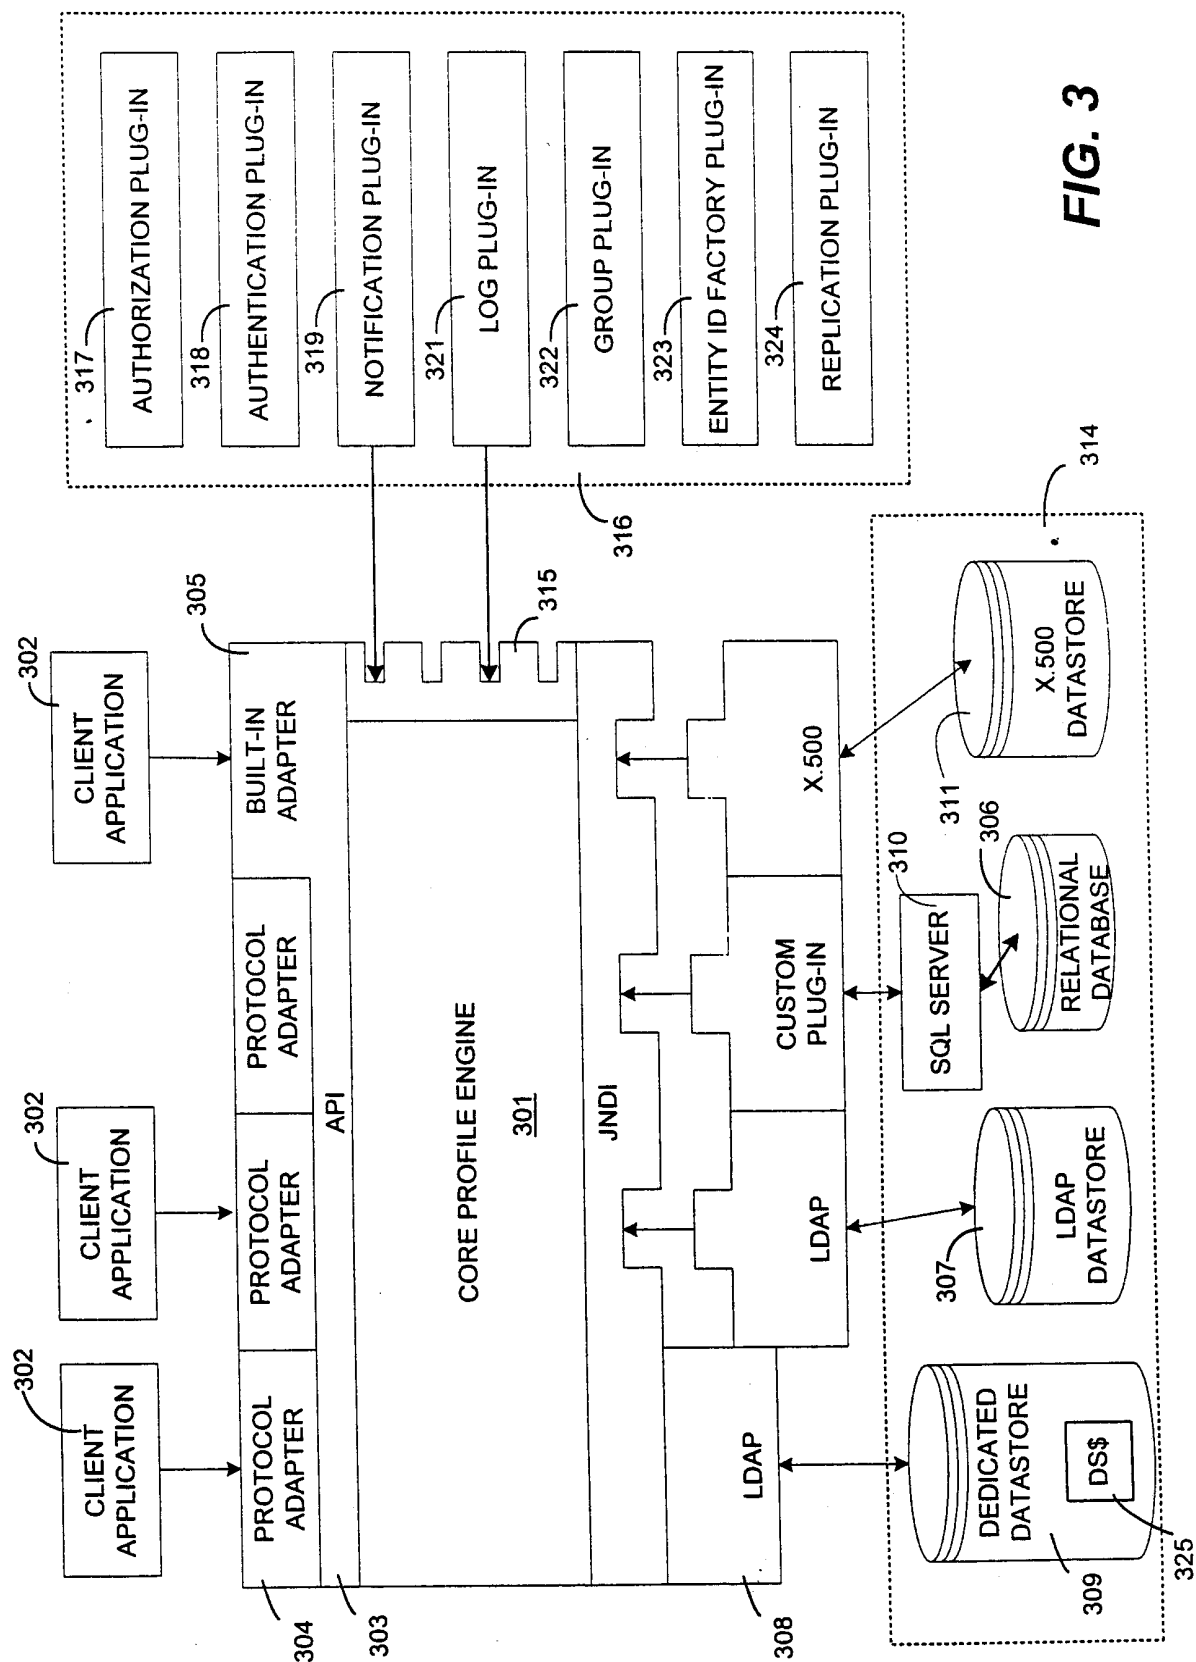 302
CLIENT
APPLICATION
302
CLIENT
APPLICATION
302
CLIENT
APPLICATION
305
304
PROTOCOL
ADAPTER
PROTOCOL
ADAPTER
PROTOCOL
ADAPTER
BUILT-IN
ADAPTER
303
API
CORE PROFILE ENGINE
301
315
JNDI
308
LDAP
LDAP
CUSTOM
PLUG-IN
X.500
310
SQL SERVER
DEDICATED
DATASTORE
309
DS$
325
307
LDAP
DATASTORE
306
RELATIONAL
DATABASE
311
X.500
DATASTORE
314
316
317
AUTHORIZATION PLUG-IN
318
AUTHENTICATION PLUG-IN
319
NOTIFICATION PLUG-IN
321
LOG PLUG-IN
322
GROUP PLUG-IN
323
ENTITY ID FACTORY PLUG-IN
324
REPLICATION PLUG-IN
FIG. 3